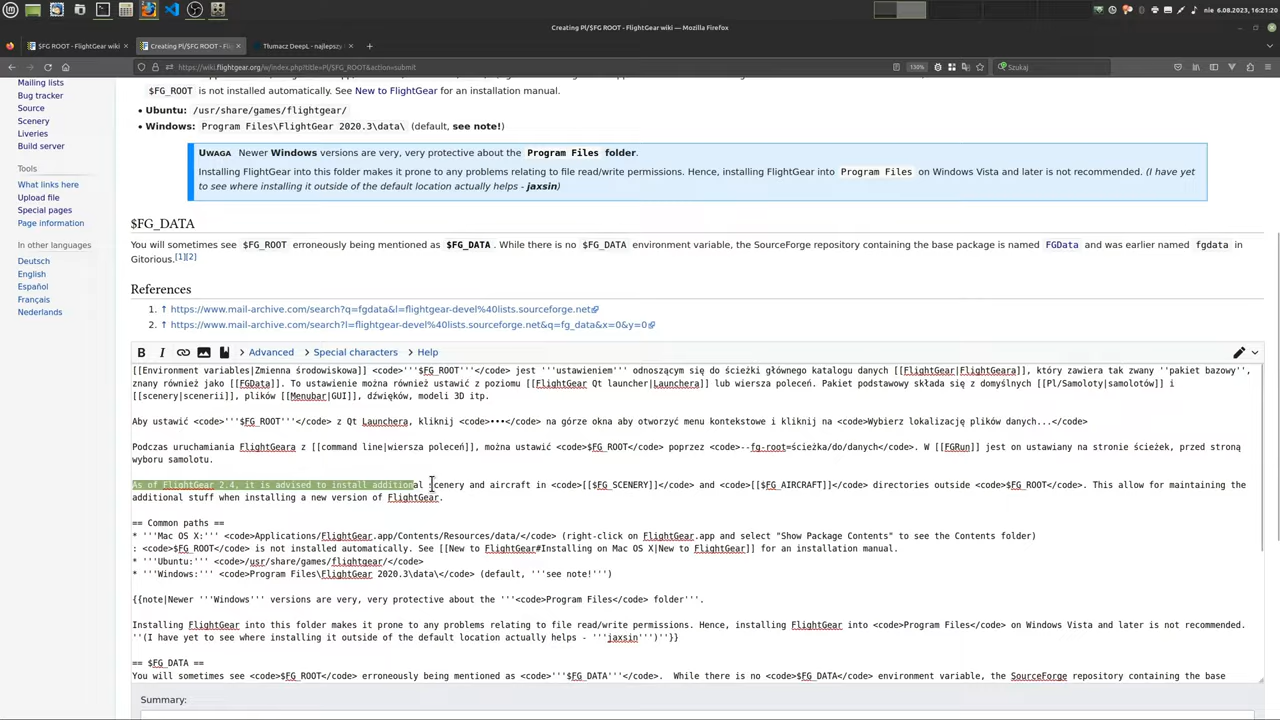 nie 6.08.2023, 16:21:20
Creating Pl/$FG ROOT - FlightGear wiki — Mozilla Firefox
$FG ROOT - FlightGear wiki
Creating Pl/$FG ROOT - Fl
Tłumacz DeepL - najlepszy
https://wiki.flightgear.org/w/index.php?title=Pl/$FG_ROOT&action=submit
130%
Szukaj
Mailing lists
Bug tracker
Source
Scenery
Liveries
Build server
Tools
What links here
Upload file
Special pages
Page information
In other languages
Deutsch
English
Español
Français
Nederlands
$FG_ROOT is not installed automatically. See New to FlightGear for an installation manual.
• Ubuntu: /usr/share/games/flightgear/
• Windows: Program Files\FlightGear 2020.3\data\ (default, see note!)
UWAGA Newer Windows versions are very, very protective about the Program Files folder.
Installing FlightGear into this folder makes it prone to any problems relating to file read/write permissions. Hence, installing FlightGear into Program Files on Windows Vista and later is not recommended. (I have yet
to see where installing it outside of the default location actually helps - jaxsin)
$FG_DATA
You will sometimes see $FG_ROOT erroneously being mentioned as $FG_DATA. While there is no $FG_DATA environment variable, the SourceForge repository containing the base package is named FGData and was earlier named fgdata in
Gitorious.[1][2]
References
1. ↑ https://www.mail-archive.com/search?q=fgdata&l=flightgear-devel%40lists.sourceforge.net
2. ↑ https://www.mail-archive.com/search?l=flightgear-devel%40lists.sourceforge.net&q=fg_data&x=0&y=0
B I Advanced Special characters Help
[[Environment variables|Zmienna środowiskowa]] <code>'''$FG_ROOT'''</code> jest '''ustawieniem''' odnoszącym się do ścieżki głównego katalogu danych [[FlightGear|FlightGeara]], który zawiera tak zwany ''pakiet bazowy'',
znany również jako [[FGData]]. To ustawienie można również ustawić z poziomu [[FlightGear Qt launcher|Launchera]] lub wiersza poleceń. Pakiet podstawowy składa się z domyślnych [[Pl/Samoloty|samolotów]] i
[[scenery|scenerii]], plików [[Menubar|GUI]], dźwięków, modeli 3D itp.
Aby ustawić <code>'''$FG_ROOT'''</code> z Qt Launchera, kliknij <code>•••</code> na górze okna aby otworzyć menu kontekstowe i kliknij na <code>Wybierz lokalizację plików danych...</code>
Podczas uruchamiania FlightGeara z [[command line|wiersza poleceń]], można ustawić <code>$FG_ROOT</code> poprzez <code>--fg-root=ścieżka/do/danych</code>. W [[FGRun]] jest on ustawiany na stronie ścieżek, przed stroną
wyboru samolotu.
As of FlightGear 2.4, it is advised to install additional scenery and aircraft in <code>[[$FG_SCENERY]]</code> and <code>[[$FG_AIRCRAFT]]</code> directories outside <code>$FG_ROOT</code>. This allow for maintaining the
additional stuff when installing a new version of FlightGear.
== Common paths ==
* '''Mac OS X:''' <code>Applications/FlightGear.app/Contents/Resources/data/</code> (right-click on FlightGear.app and select "Show Package Contents" to see the Contents folder)
: <code>$FG_ROOT</code> is not installed automatically. See [[New to FlightGear#Installing on Mac OS X|New to FlightGear]] for an installation manual.
* '''Ubuntu:''' <code>/usr/share/games/flightgear/</code>
* '''Windows:''' <code>Program Files\FlightGear 2020.3\data\</code> (default, '''see note!''')
{{note|Newer '''Windows''' versions are very, very protective about the '''<code>Program Files</code> folder'''.
Installing FlightGear into this folder makes it prone to any problems relating to file read/write permissions. Hence, installing FlightGear into <code>Program Files</code> on Windows Vista and later is not recommended.
''(I have yet to see where installing it outside of the default location actually helps - '''jaxsin''')''}}
== $FG_DATA ==
You will sometimes see <code>$FG_ROOT</code> erroneously being mentioned as <code>'''$FG_DATA'''</code>.  While there is no <code>$FG_DATA</code> environment variable, the SourceForge repository containing the base
Summary: